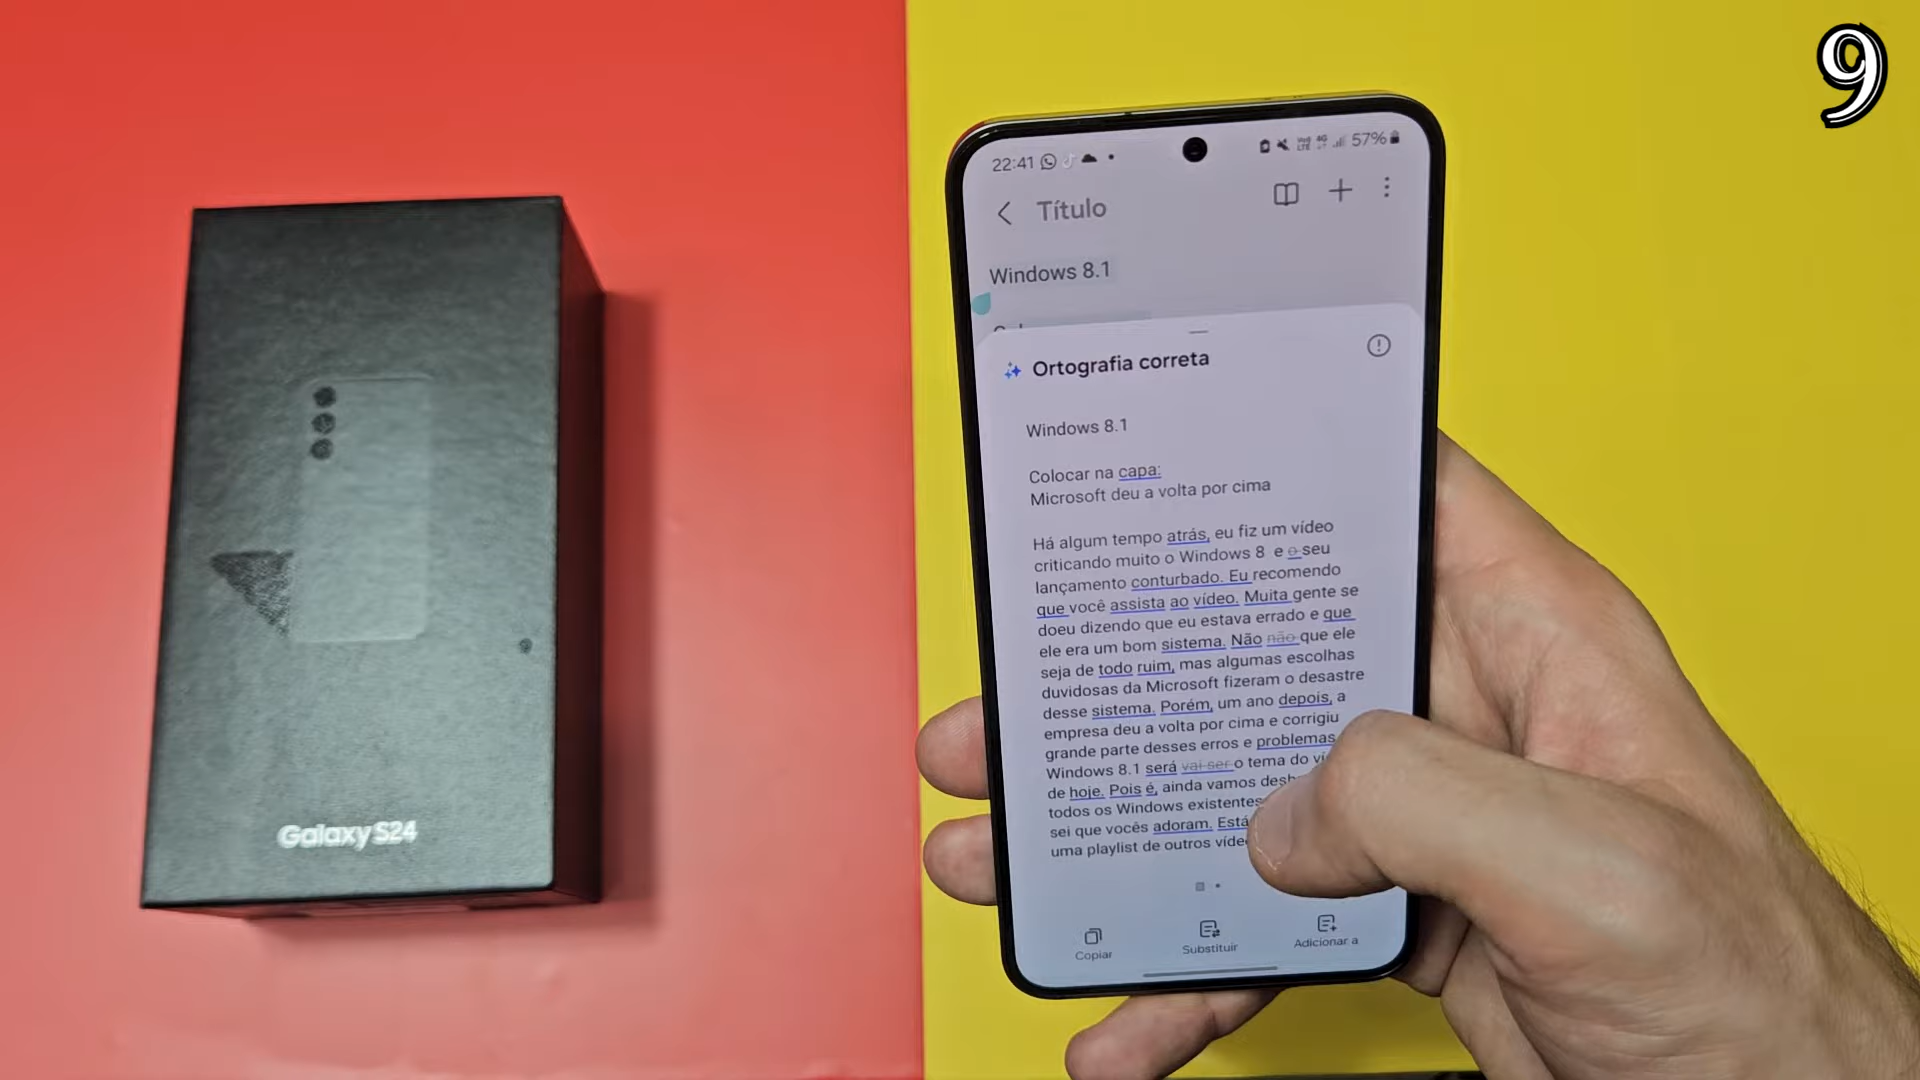 9
22:41
57%
Título
Windows 8.1
Ortografia correta
Windows 8.1
Colocar na capa:
Microsoft deu a volta por cima
Há algum tempo atrás, eu fiz um vídeo
criticando muito o Windows 8 e o seu
lançamento conturbado. Eu recomendo
que você assista ao vídeo. Muita gente se
doeu dizendo que eu estava errado e que
ele era um bom sistema. Não não que ele
seja de todo ruim, mas algumas escolhas
duvidosas da Microsoft fizeram o desastre
desse sistema. Porém, um ano depois, a
empresa deu a volta por cima e corrigiu
grande parte desses erros e problemas
Windows 8.1 será vai ser o tema do
de hoje. Pois é, ainda vamos
todos os Windows existentes
sei que vocês adoram. Está
uma playlist de outros
Copiar
Substituir
Adicionar a
Galaxy S24